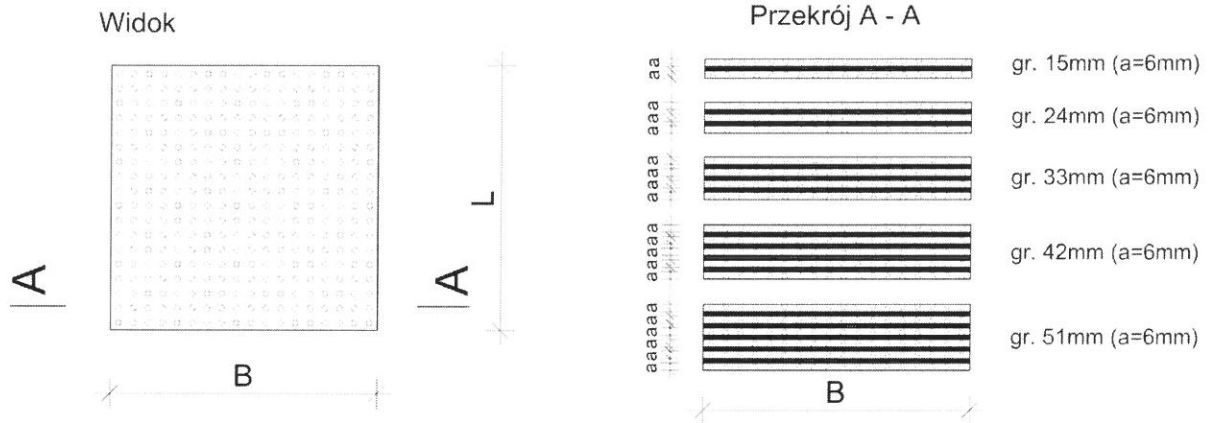 Widok
A
A
L
B
Przekrój A - A
aa
gr. 15mm (a=6mm)
aaa
gr. 24mm (a=6mm)
aaaa
gr. 33mm (a=6mm)
aaaaa
gr. 42mm (a=6mm)
aaaaaa
gr. 51mm (a=6mm)
B